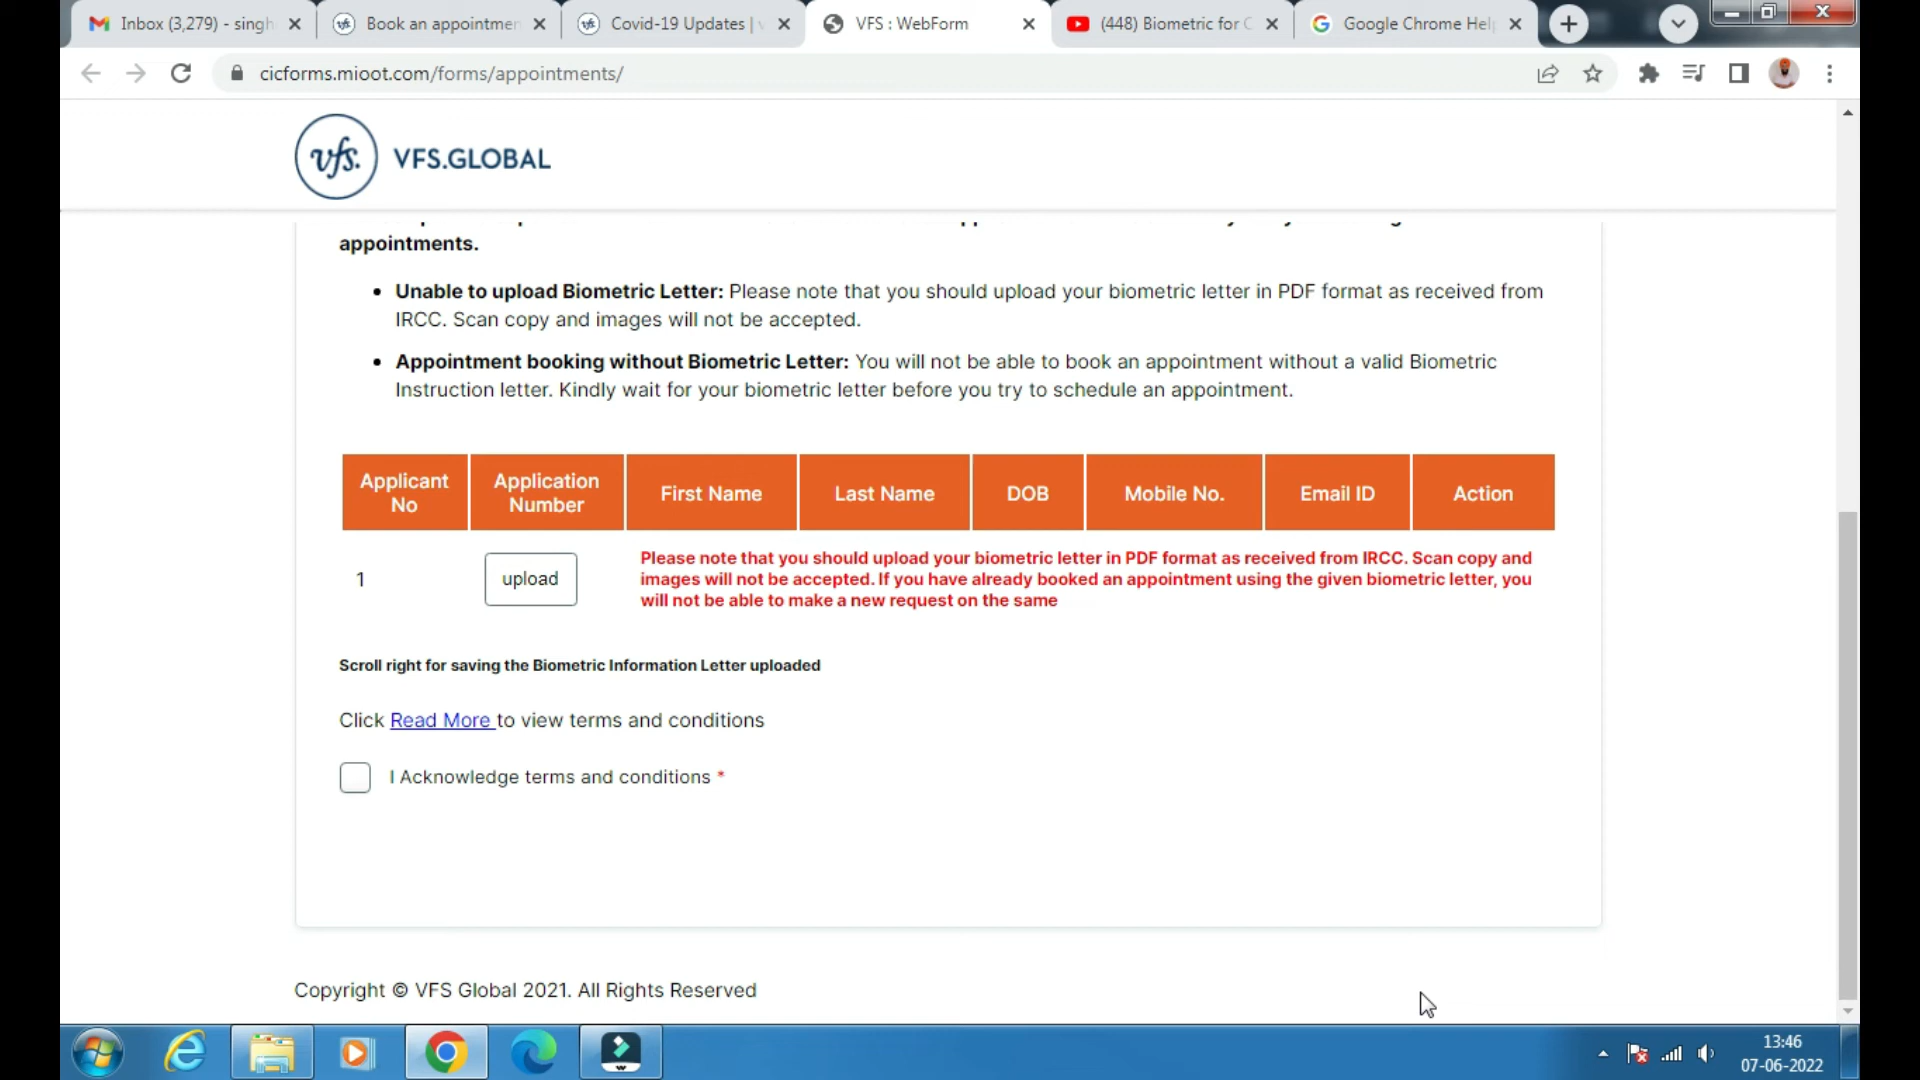 Inbox (3,279) - singh
Book an appointmen
Covid-19 Updates |
VFS : WebForm
(448) Biometric for C
Google Chrome Hel
cicforms.mioot.com/forms/appointments/
vfs. VFS.GLOBAL
appointments.
• Unable to upload Biometric Letter: Please note that you should upload your biometric letter in PDF format as received from
IRCC. Scan copy and images will not be accepted.
• Appointment booking without Biometric Letter: You will not be able to book an appointment without a valid Biometric
Instruction letter. Kindly wait for your biometric letter before you try to schedule an appointment.
Applicant No
Application Number
First Name
Last Name
DOB
Mobile No.
Email ID
Action
1
upload
Please note that you should upload your biometric letter in PDF format as received from IRCC. Scan copy and
images will not be accepted. If you have already booked an appointment using the given biometric letter, you
will not be able to make a new request on the same
Scroll right for saving the Biometric Information Letter uploaded
Click Read More to view terms and conditions
I Acknowledge terms and conditions *
Copyright © VFS Global 2021. All Rights Reserved
13:46
07-06-2022